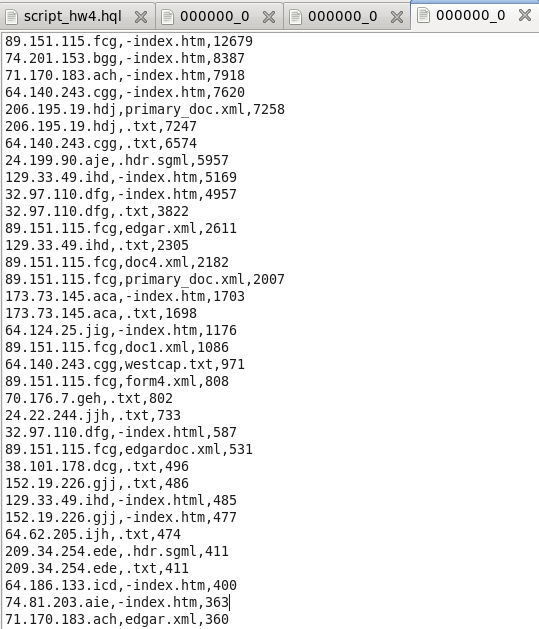 script_hw4.hql 000000_0 000000_0 000000_0
89.151.115.fcg,-index.htm,12679
74.201.153.bgg,-index.htm,8387
71.170.183.ach,-index.htm,7918
64.140.243.cgg,-index.htm,7620
206.195.19.hdj,primary_doc.xml,7258
206.195.19.hdj,.txt,7247
64.140.243.cgg,.txt,6574
24.199.90.aje,.hdr.sgml,5957
129.33.49.ihd,-index.htm,5169
32.97.110.dfg,-index.htm,4957
32.97.110.dfg,.txt,3822
89.151.115.fcg,edgar.xml,2611
129.33.49.ihd,.txt,2305
89.151.115.fcg,doc4.xml,2182
89.151.115.fcg,primary_doc.xml,2007
173.73.145.aca,-index.htm,1703
173.73.145.aca,.txt,1698
64.124.25.jig,-index.htm,1176
89.151.115.fcg,doc1.xml,1086
64.140.243.cgg,westcap.txt,971
89.151.115.fcg,form4.xml,808
70.176.7.geh,.txt,802
24.22.244.jjh,.txt,733
32.97.110.dfg,-index.html,587
89.151.115.fcg,edgardoc.xml,531
38.101.178.dcg,.txt,496
152.19.226.gjj,.txt,486
129.33.49.ihd,-index.html,485
152.19.226.gjj,-index.htm,477
64.62.205.ijh,.txt,474
209.34.254.ede,.hdr.sgml,411
209.34.254.ede,.txt,411
64.186.133.icd,-index.htm,400
74.81.203.aie,-index.htm,363
71.170.183.ach,edgar.xml,360